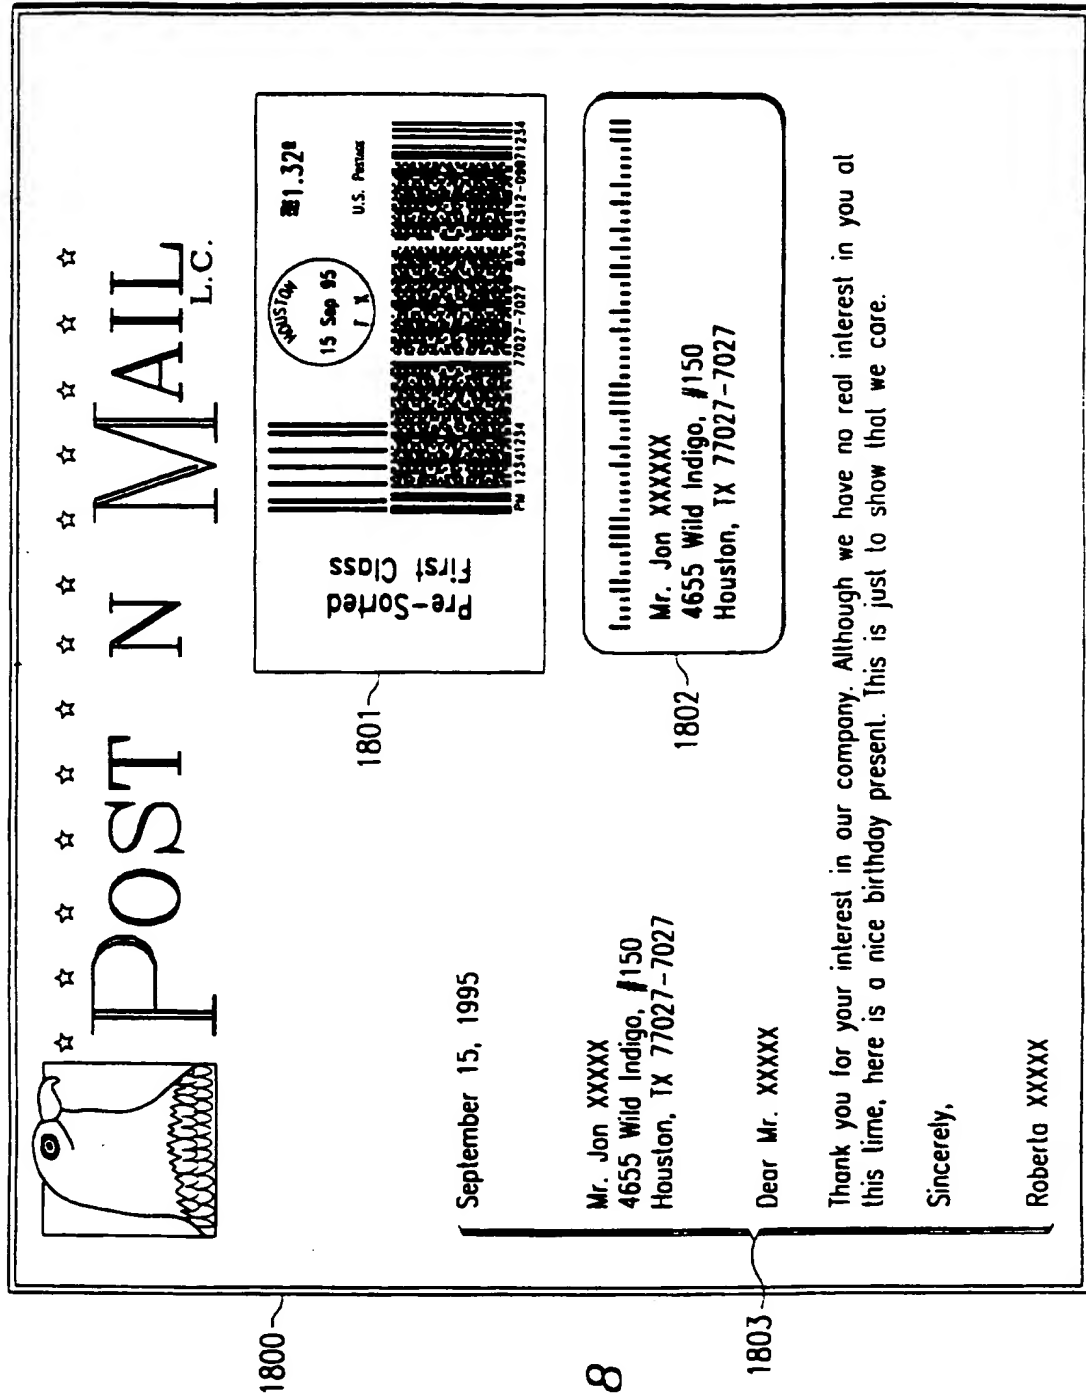 POST N MAIL
L.C.
1800
1801
Pre-Sorted
First Class
HOUSTON
15 Sep 95
T X
1.32
U.S. POSTAGE
PM 12341234 77027-7027 843214312-09871234
1802
Mr. Jon XXXXXX
4655 Wild Indigo, #150
Houston, TX 77027-7027
September 15, 1995
Mr. Jon XXXXX
4655 Wild Indigo, #150
Houston, TX 77027-7027
1803
Dear Mr. XXXXX
Thank you for your interest in our company. Although we have no real interest in you at
this time, here is a nice birthday present. This is just to show that we care.
Sincerely,
Roberta XXXXX
8